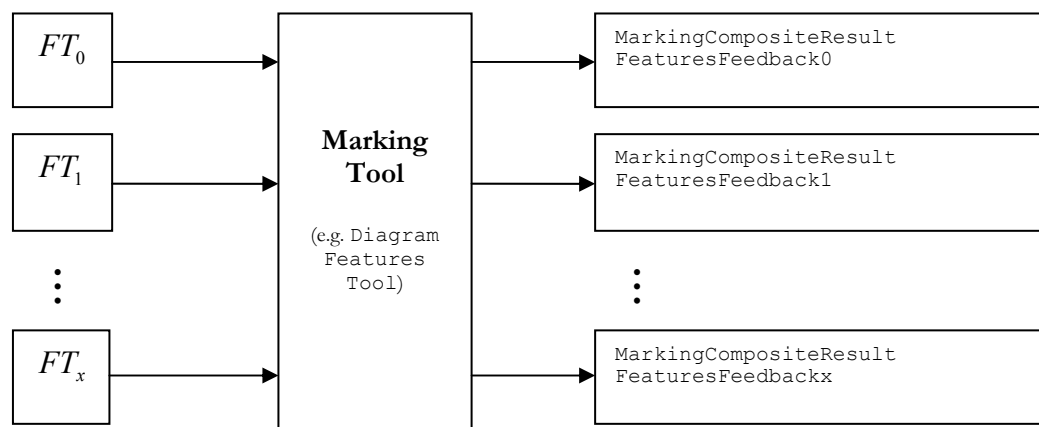 FT₀
MarkingCompositeResult
FeaturesFeedback0
Marking
Tool
(e.g. Diagram
Features
Tool)
FT₁
MarkingCompositeResult
FeaturesFeedback1
FTₓ
MarkingCompositeResult
FeaturesFeedbackx